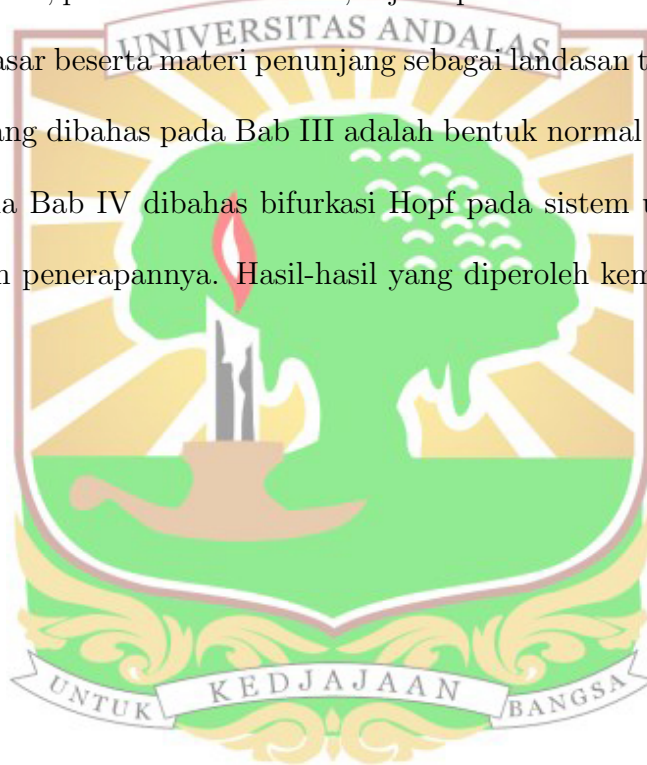 UNIVERSITAS ANDALAS
asar beserta materi penunjang sebagai landasan t
ang dibahas pada Bab III adalah bentuk normal
a Bab IV dibahas bifurkasi Hopf pada sistem u
n penerapannya. Hasil-hasil yang diperoleh kem
UNTUK KEDJAJAAN BANGSA